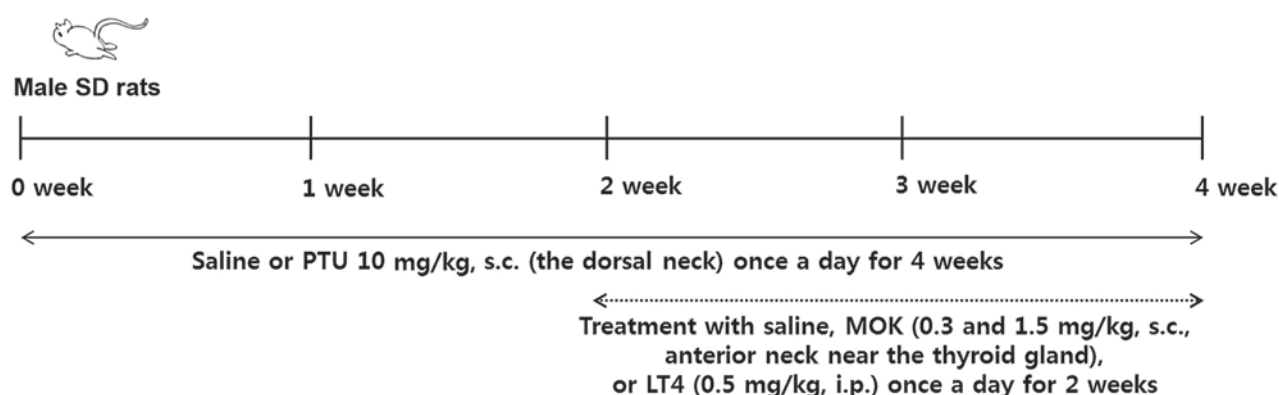 Male SD rats
0 week
1 week
2 week
3 week
4 week
Saline or PTU 10 mg/kg, s.c. (the dorsal neck) once a day for 4 weeks
Treatment with saline, MOK (0.3 and 1.5 mg/kg, s.c.,
anterior neck near the thyroid gland),
or LT4 (0.5 mg/kg, i.p.) once a day for 2 weeks